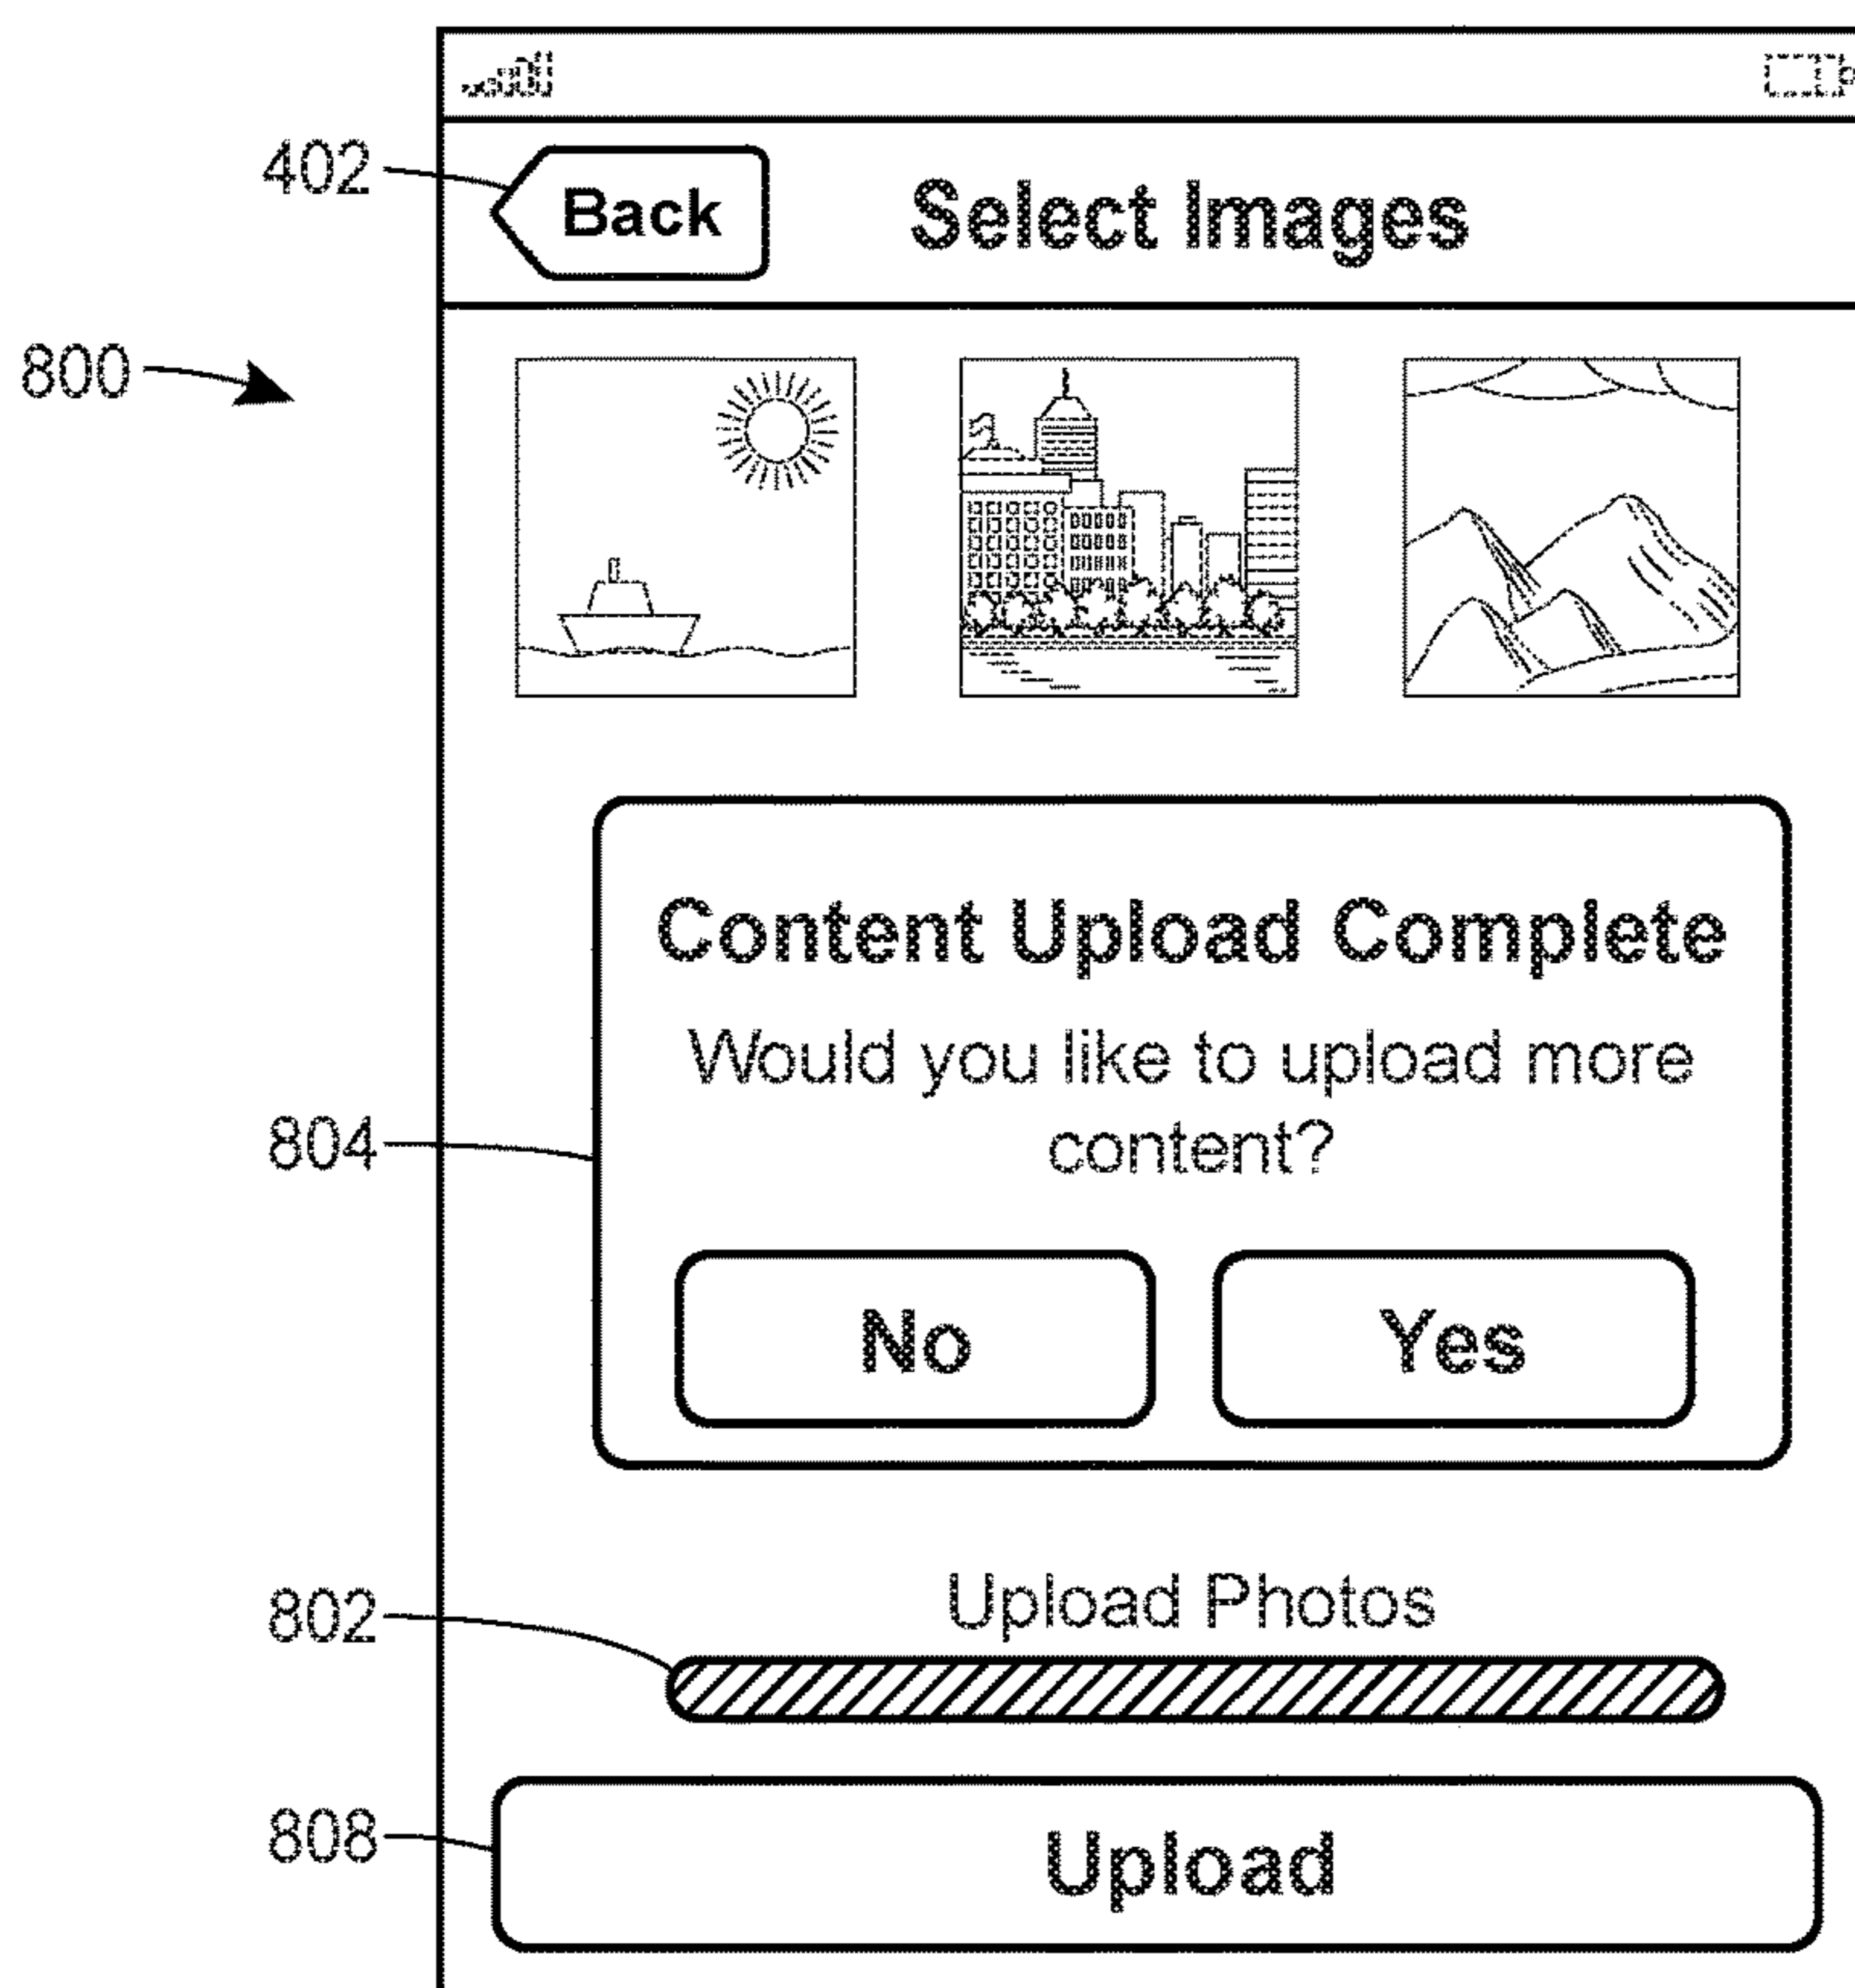 402
Back
Select Images
800
Content Upload Complete
Would you like to upload more
content?
804
No
Yes
802
Upload Photos
808
Upload